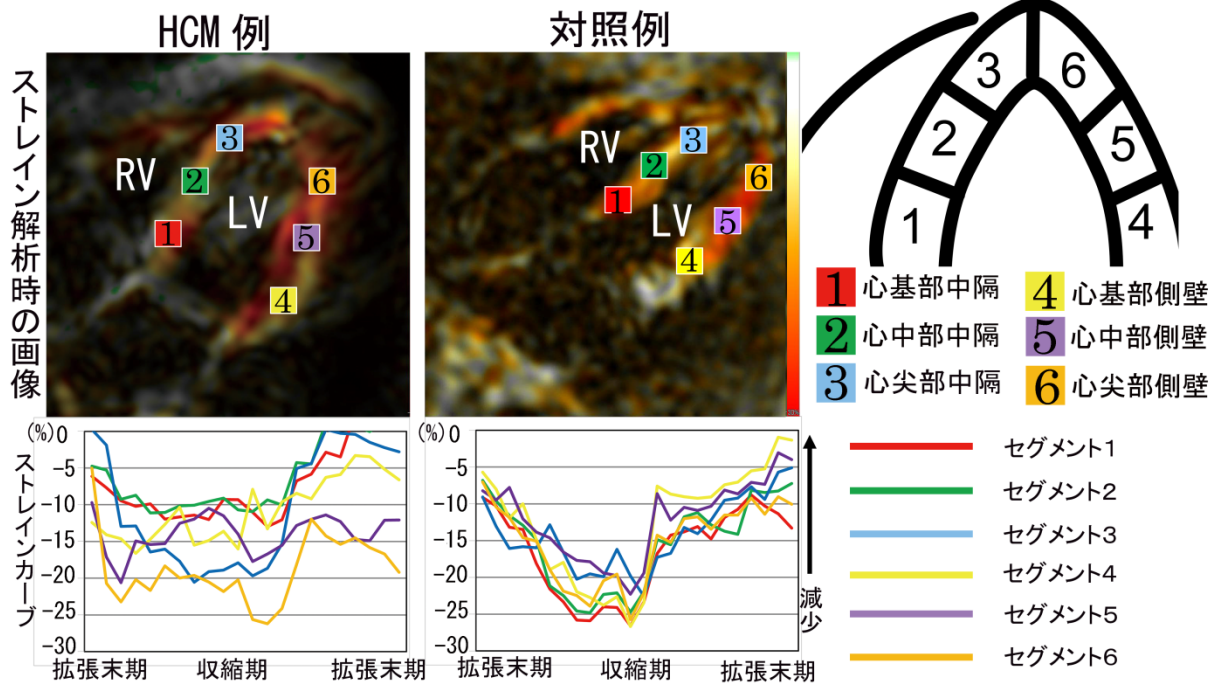 HCM 例
対照例
ストレイン解析時の画像
RV
LV
1
2
3
4
5
6
RV
LV
1
2
3
4
5
6
1
2
3
4
5
6
1 心基部中隔
4 心基部側壁
2 心中部中隔
5 心中部側壁
3 心尖部中隔
6 心尖部側壁
ストレインカーブ
(%)
0
-5
-10
-15
-20
-25
-30
拡張末期
収縮期
拡張末期
(%)
0
-5
-10
-15
-20
-25
-30
拡張末期
収縮期
拡張末期
減少
セグメント1
セグメント2
セグメント3
セグメント4
セグメント5
セグメント6